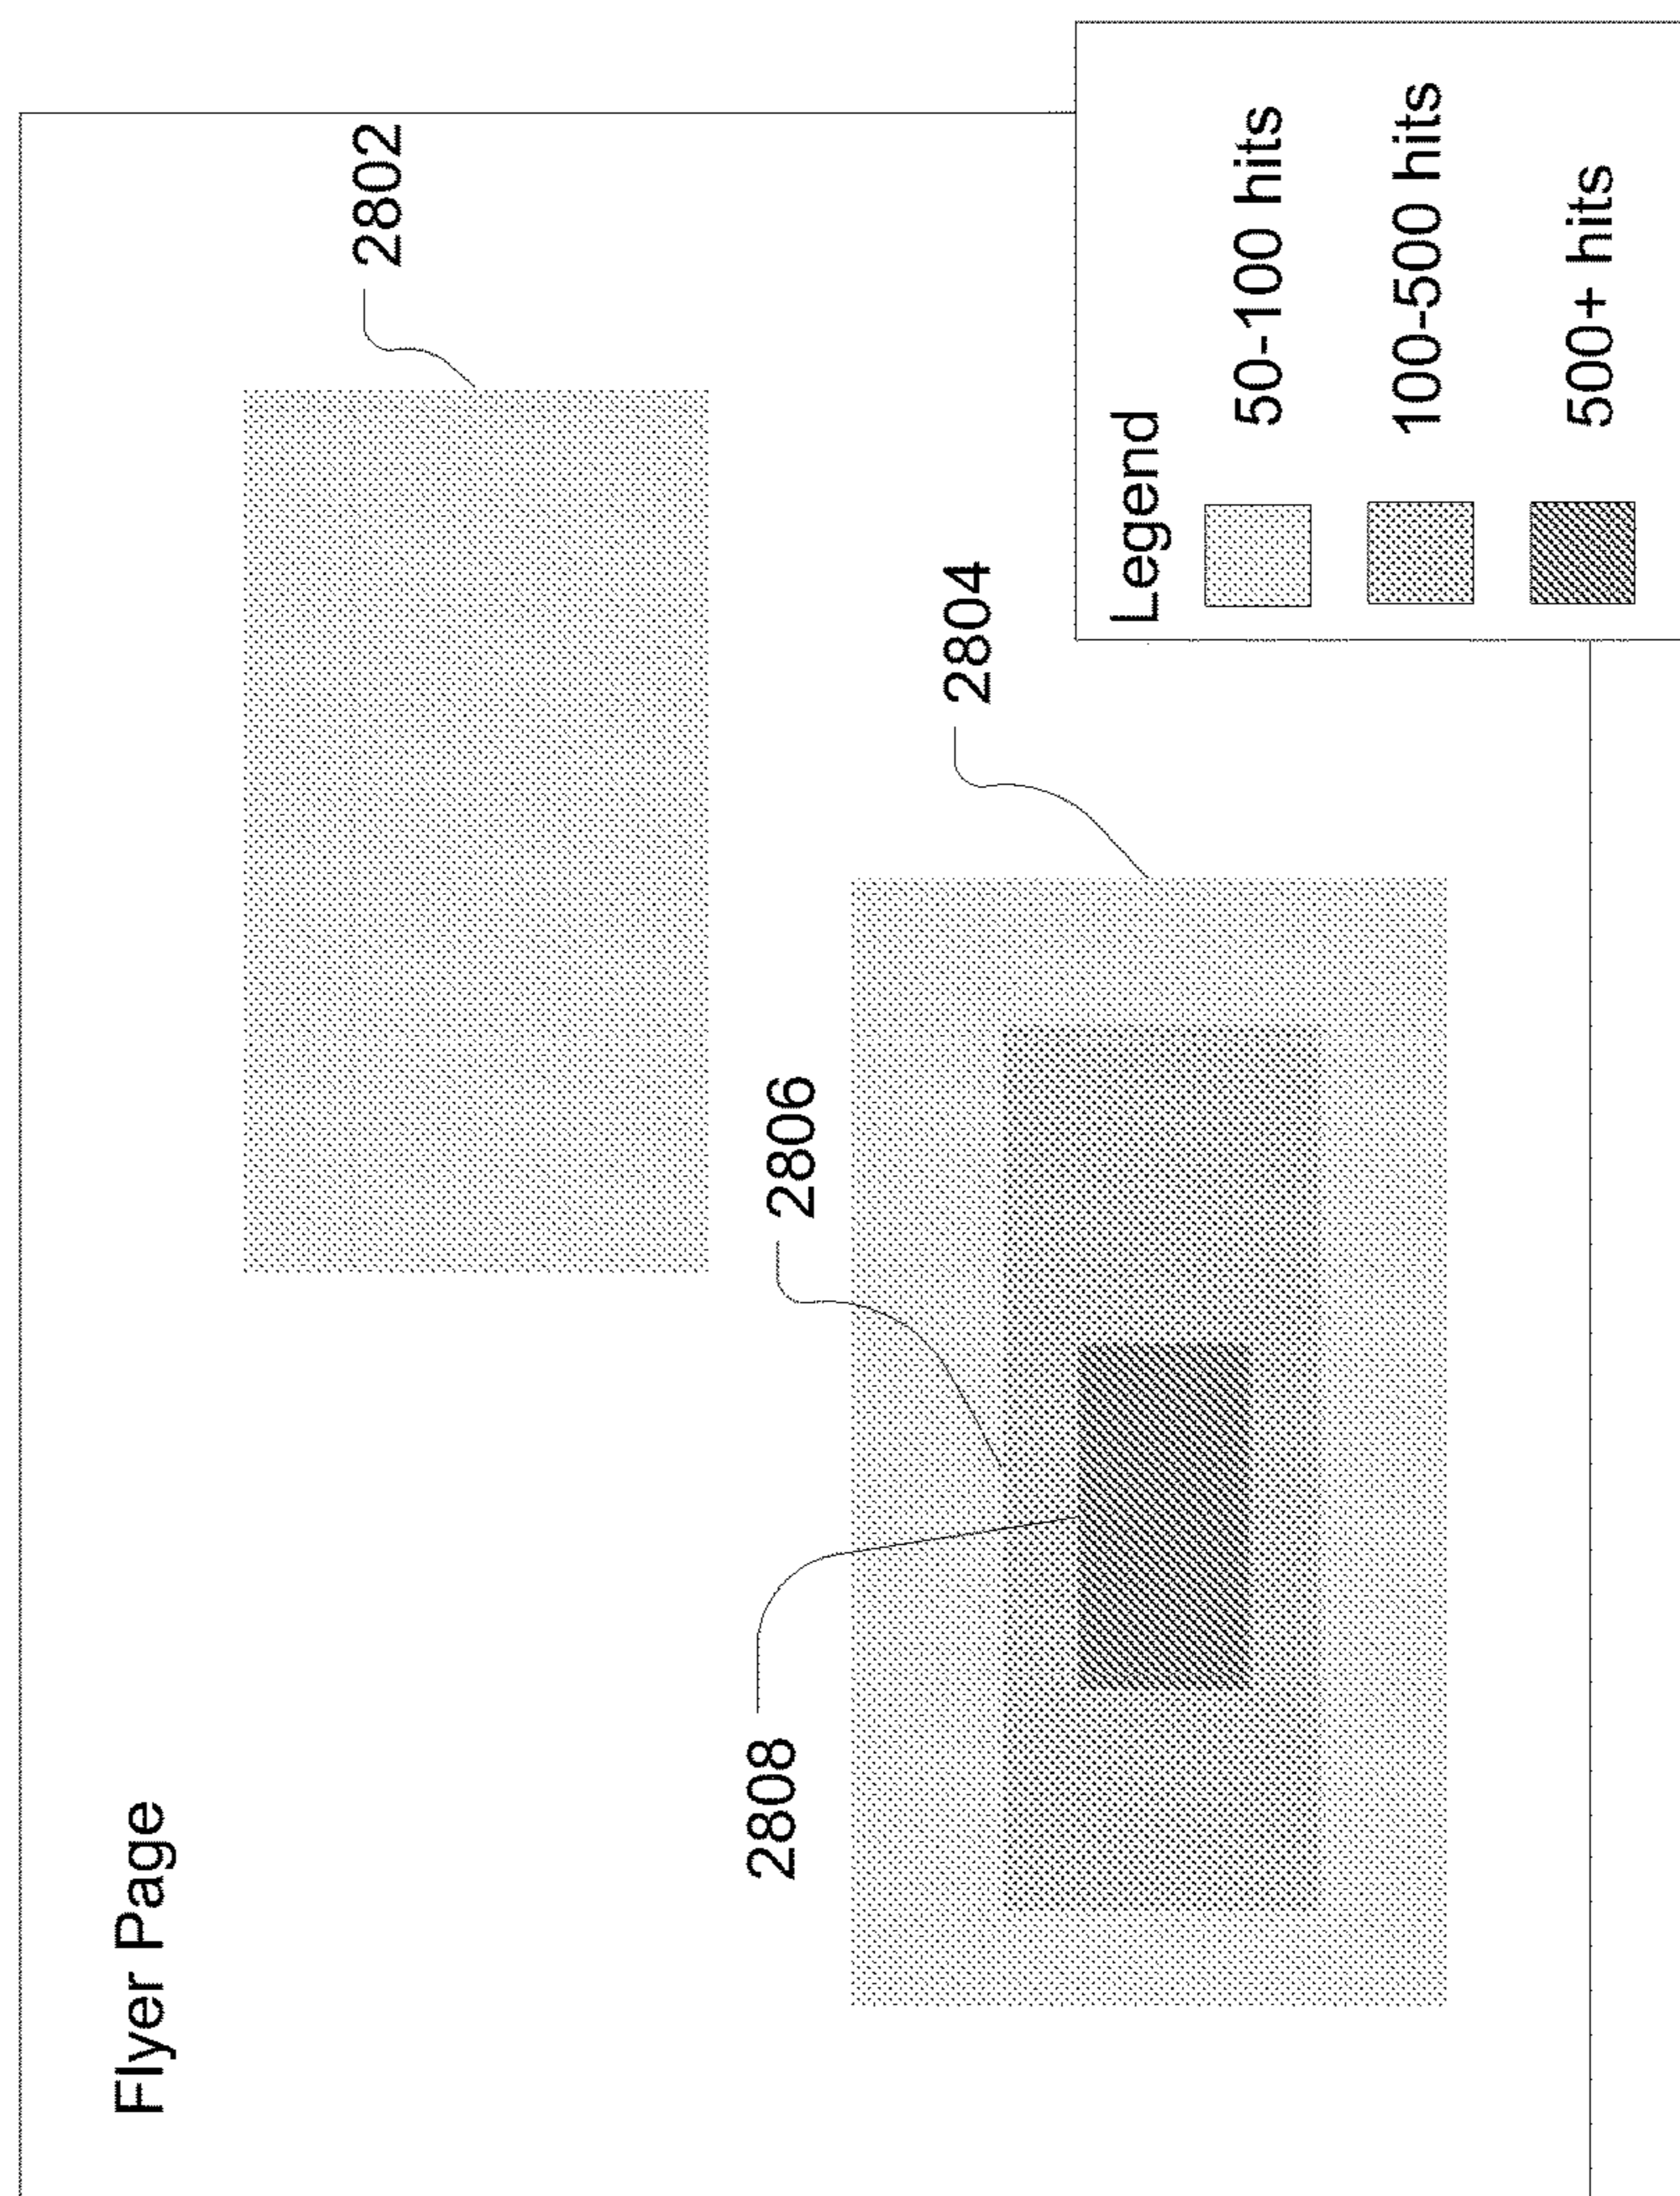 Flyer Page
2802
2804
2806
2808
Legend
50-100 hits
100-500 hits
500+ hits